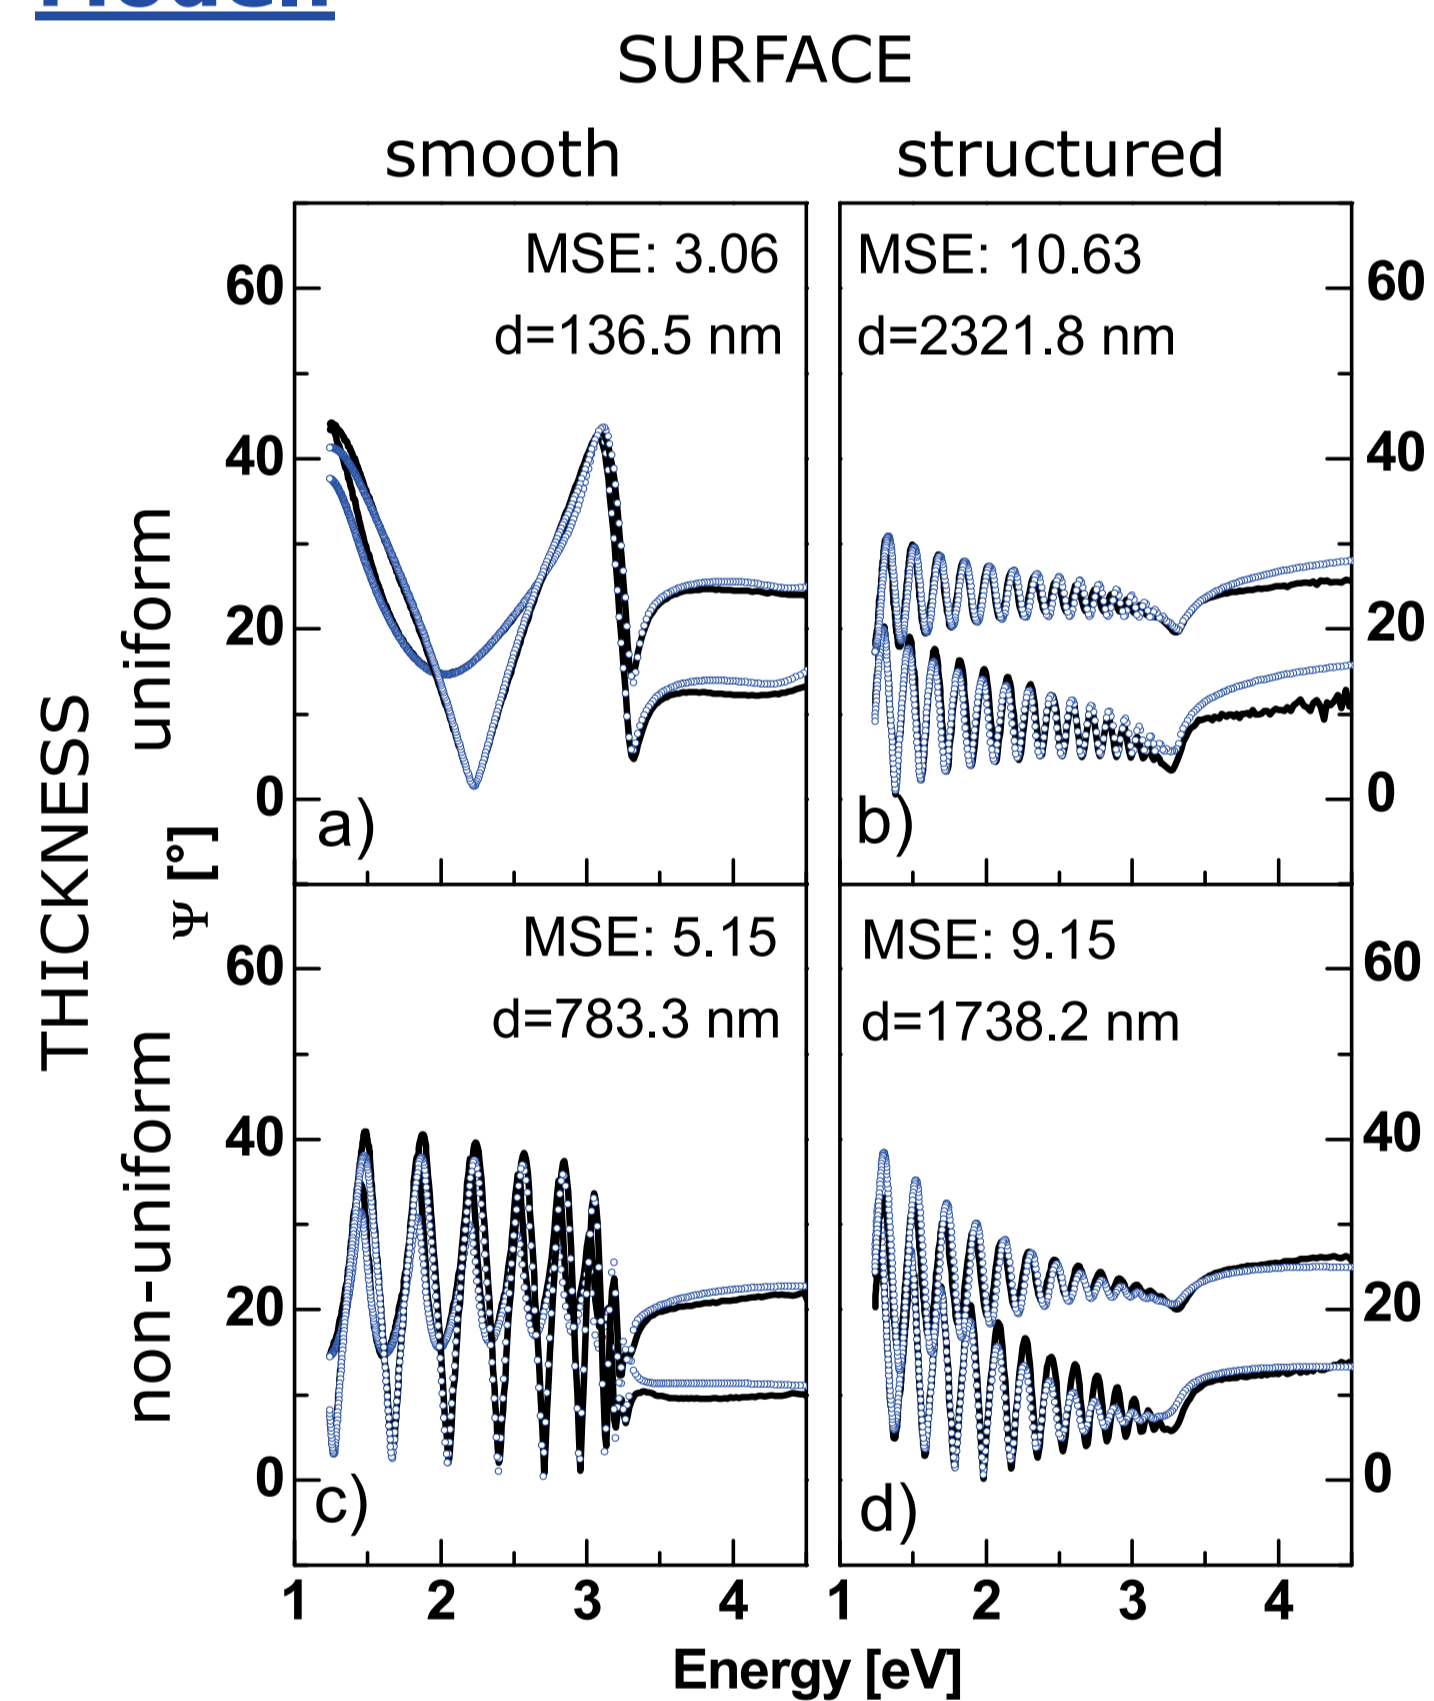 SURFACE
smooth
structured
THICKNESS
uniform
non-uniform
Ψ [°]
MSE: 3.06
d=136.5 nm
60
40
20
0
a)
MSE: 10.63
d=2321.8 nm
60
40
20
0
b)
MSE: 5.15
d=783.3 nm
60
40
20
0
c)
MSE: 9.15
d=1738.2 nm
60
40
20
0
d)
1 2 3 4
1 2 3 4
Energy [eV]